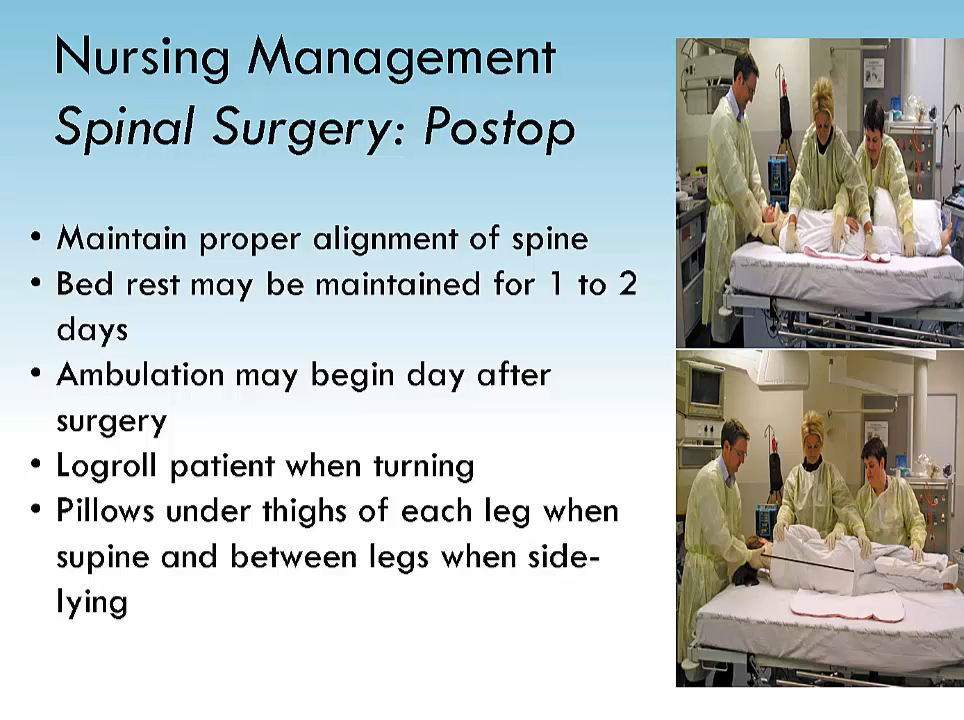 Nursing Management
Spinal Surgery: Postop
• Maintain proper alignment of spine
• Bed rest may be maintained for 1 to 2
days
• Ambulation may begin day after
surgery
• Logroll patient when turning
• Pillows under thighs of each leg when
supine and between legs when side-
lying